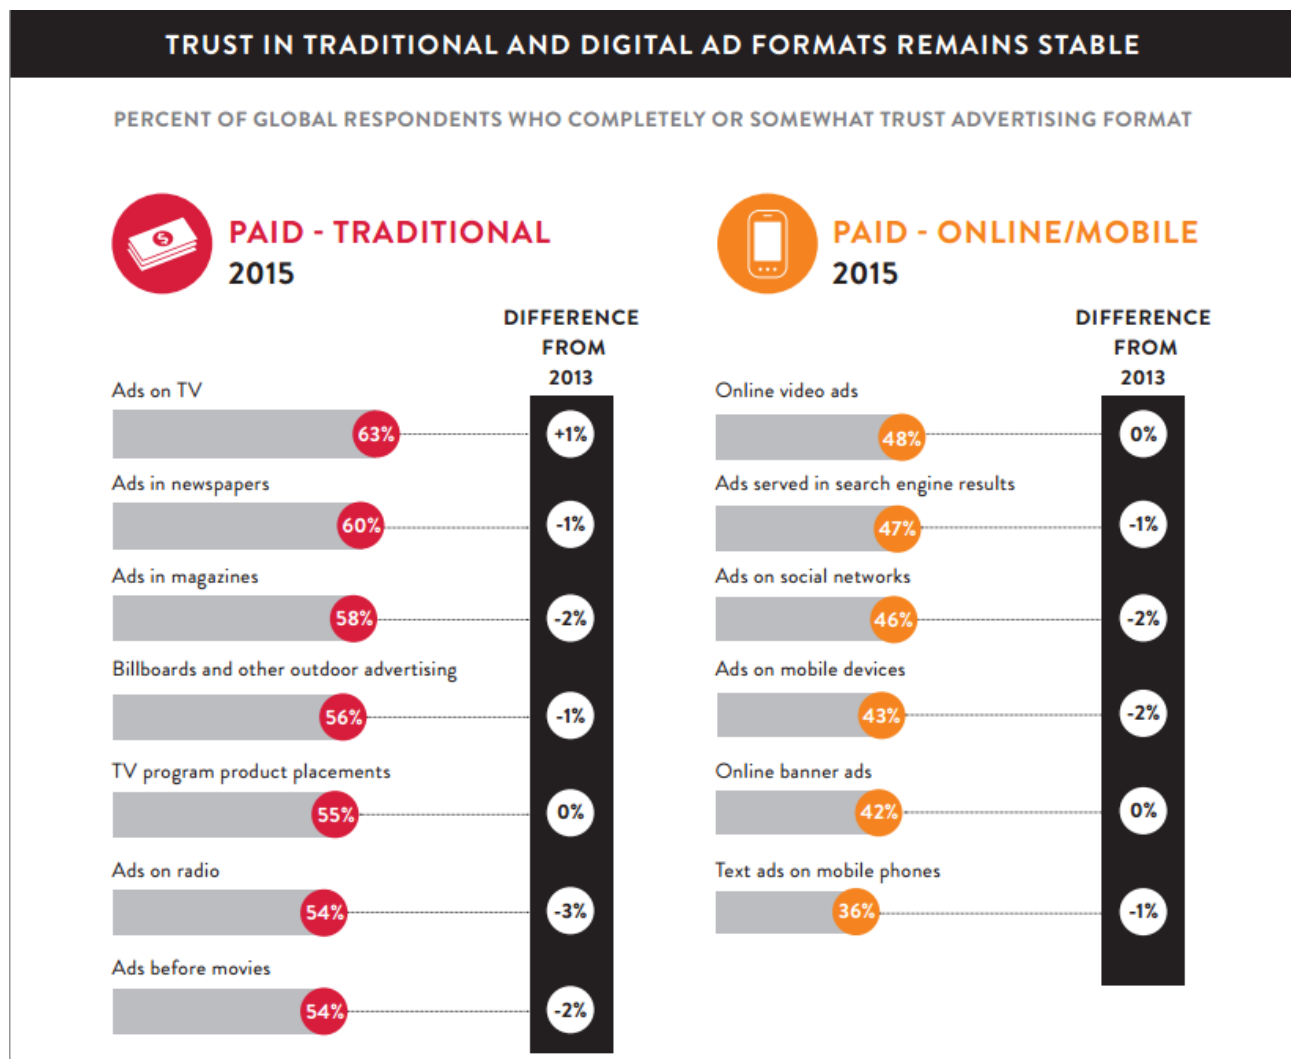 TRUST IN TRADITIONAL AND DIGITAL AD FORMATS REMAINS STABLE
PERCENT OF GLOBAL RESPONDENTS WHO COMPLETELY OR SOMEWHAT TRUST ADVERTISING FORMAT
$
PAID - TRADITIONAL
2015
DIFFERENCE
FROM
2013
Ads on TV
63% +1%
Ads in newspapers
60% -1%
Ads in magazines
58% -2%
Billboards and other outdoor advertising
56% -1%
TV program product placements
55% 0%
Ads on radio
54% -3%
Ads before movies
54% -2%
PAID - ONLINE/MOBILE
2015
DIFFERENCE
FROM
2013
Online video ads
48% 0%
Ads served in search engine results
47% -1%
Ads on social networks
46% -2%
Ads on mobile devices
43% -2%
Online banner ads
42% 0%
Text ads on mobile phones
36% -1%